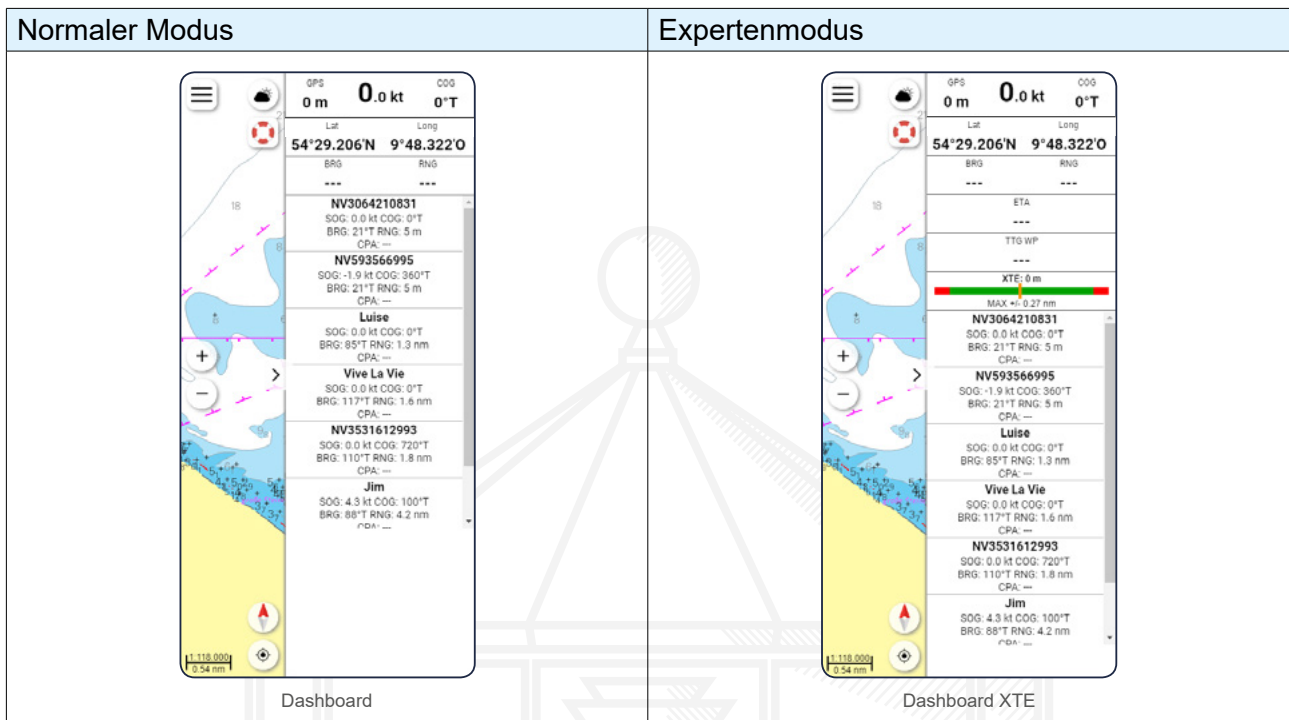 Normaler Modus
Expertenmodus
GPS
COG
0 m
0.0 kt
0°T
Lat
Long
54°29.206'N
9°48.322'O
BRG
RNG
---
---
NV3064210831
SOG: 0.0 kt COG: 0°T
BRG: 21°T RNG: 5 m
CPA: ---
NV593566995
SOG: -1.9 kt COG: 360°T
BRG: 21°T RNG: 5 m
CPA: ---
Luise
SOG: 0.0 kt COG: 0°T
BRG: 85°T RNG: 1.3 nm
CPA: ---
Vive La Vie
SOG: 0.0 kt COG: 0°T
BRG: 117°T RNG: 1.6 nm
CPA: ---
NV3531612993
SOG: 0.0 kt COG: 720°T
BRG: 110°T RNG: 1.8 nm
CPA: ---
Jim
SOG: 4.3 kt COG: 100°T
BRG: 88°T RNG: 4.2 nm
CPA: ---
18
8
1:118.000
0.54 nm
Dashboard
GPS
COG
0 m
0.0 kt
0°T
Lat
Long
54°29.206'N
9°48.322'O
BRG
RNG
---
---
ETA
---
TTG WP
---
XTE: 0 m
MAX +/- 0.27 nm
NV3064210831
SOG: 0.0 kt COG: 0°T
BRG: 21°T RNG: 5 m
CPA: ---
NV593566995
SOG: -1.9 kt COG: 360°T
BRG: 21°T RNG: 5 m
CPA: ---
Luise
SOG: 0.0 kt COG: 0°T
BRG: 85°T RNG: 1.3 nm
CPA: ---
Vive La Vie
SOG: 0.0 kt COG: 0°T
BRG: 117°T RNG: 1.6 nm
CPA: ---
NV3531612993
SOG: 0.0 kt COG: 720°T
BRG: 110°T RNG: 1.8 nm
CPA: ---
Jim
SOG: 4.3 kt COG: 100°T
BRG: 88°T RNG: 4.2 nm
CPA: ---
18
8
1:118.000
0.54 nm
Dashboard XTE